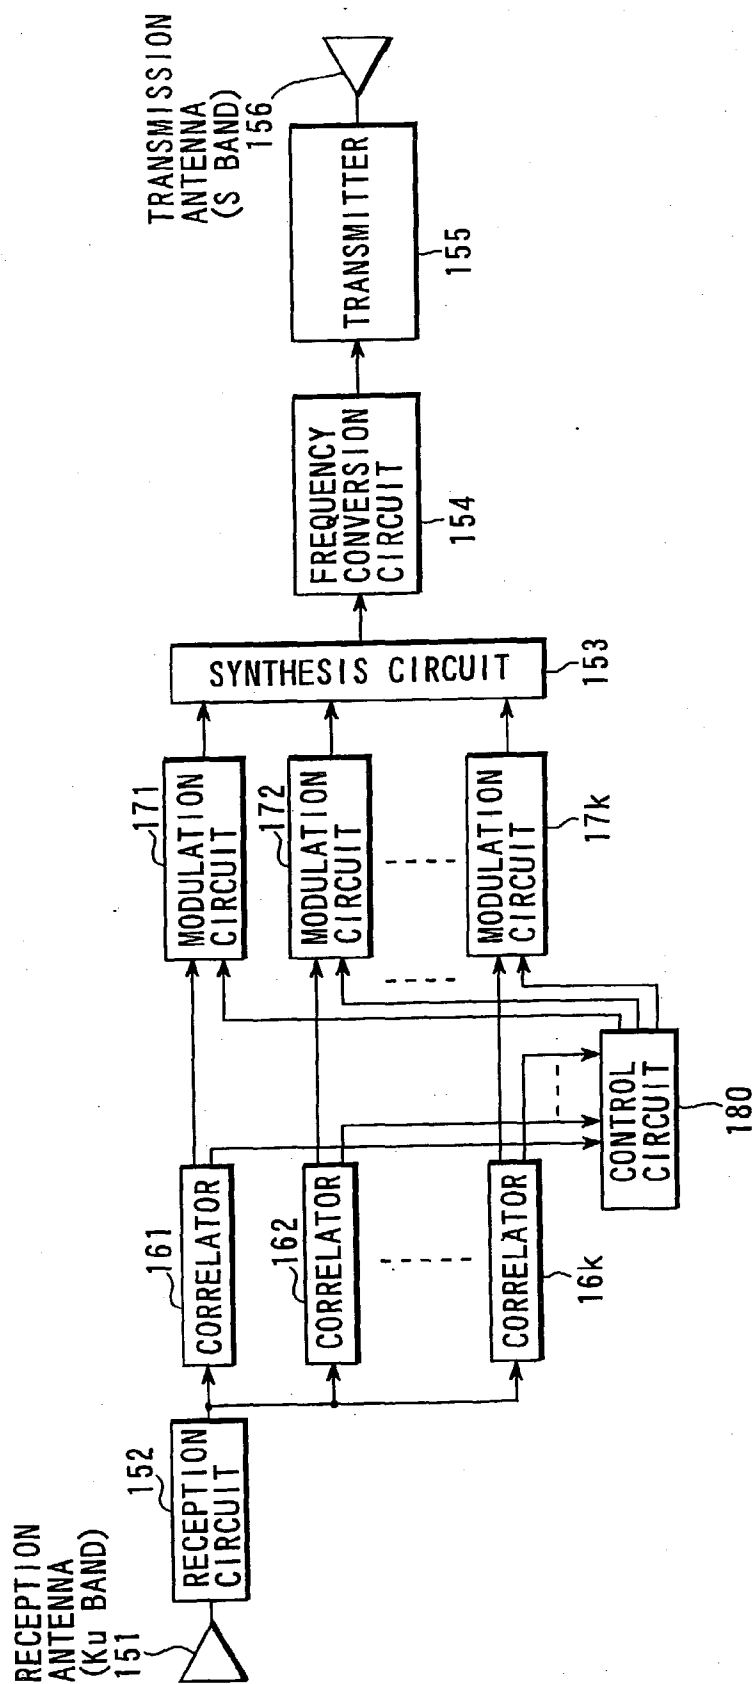 RECEPTION
ANTENNA
(Ku BAND)
151
152
RECEPTION
CIRCUIT
161
CORRELATOR
162
CORRELATOR
16k
CORRELATOR
180
CONTROL
CIRCUIT
171
MODULATION
CIRCUIT
172
MODULATION
CIRCUIT
17k
MODULATION
CIRCUIT
153
SYNTHESIS CIRCUIT
154
FREQUENCY
CONVERSION
CIRCUIT
155
TRANSMITTER
TRANSMISSION
ANTENNA
(S BAND)
156